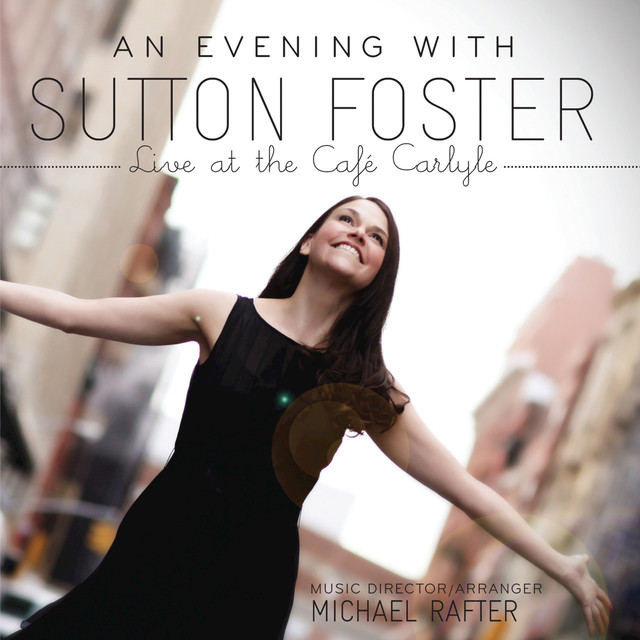 AN EVENING WITH
SUTTON FOSTER
Live at the Café Carlyle
MUSIC DIRECTOR/ARRANGER
MICHAEL RAFTER